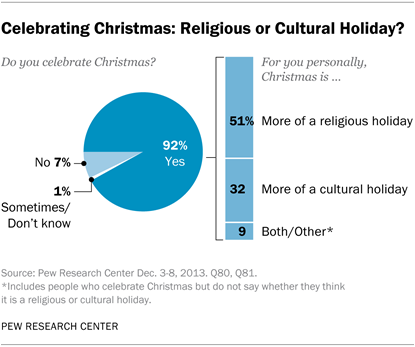 Celebrating Christmas: Religious or Cultural Holiday?
Do you celebrate Christmas?
For you personally,
Christmas is ...
92%
Yes
No 7%
1%
Sometimes/
Don't know
51% More of a religious holiday
32 More of a cultural holiday
9 Both/Other*
Source: Pew Research Center Dec. 3-8, 2013. Q80, Q81.
*Includes people who celebrate Christmas but do not say whether they think
it is a religious or cultural holiday.
PEW RESEARCH CENTER